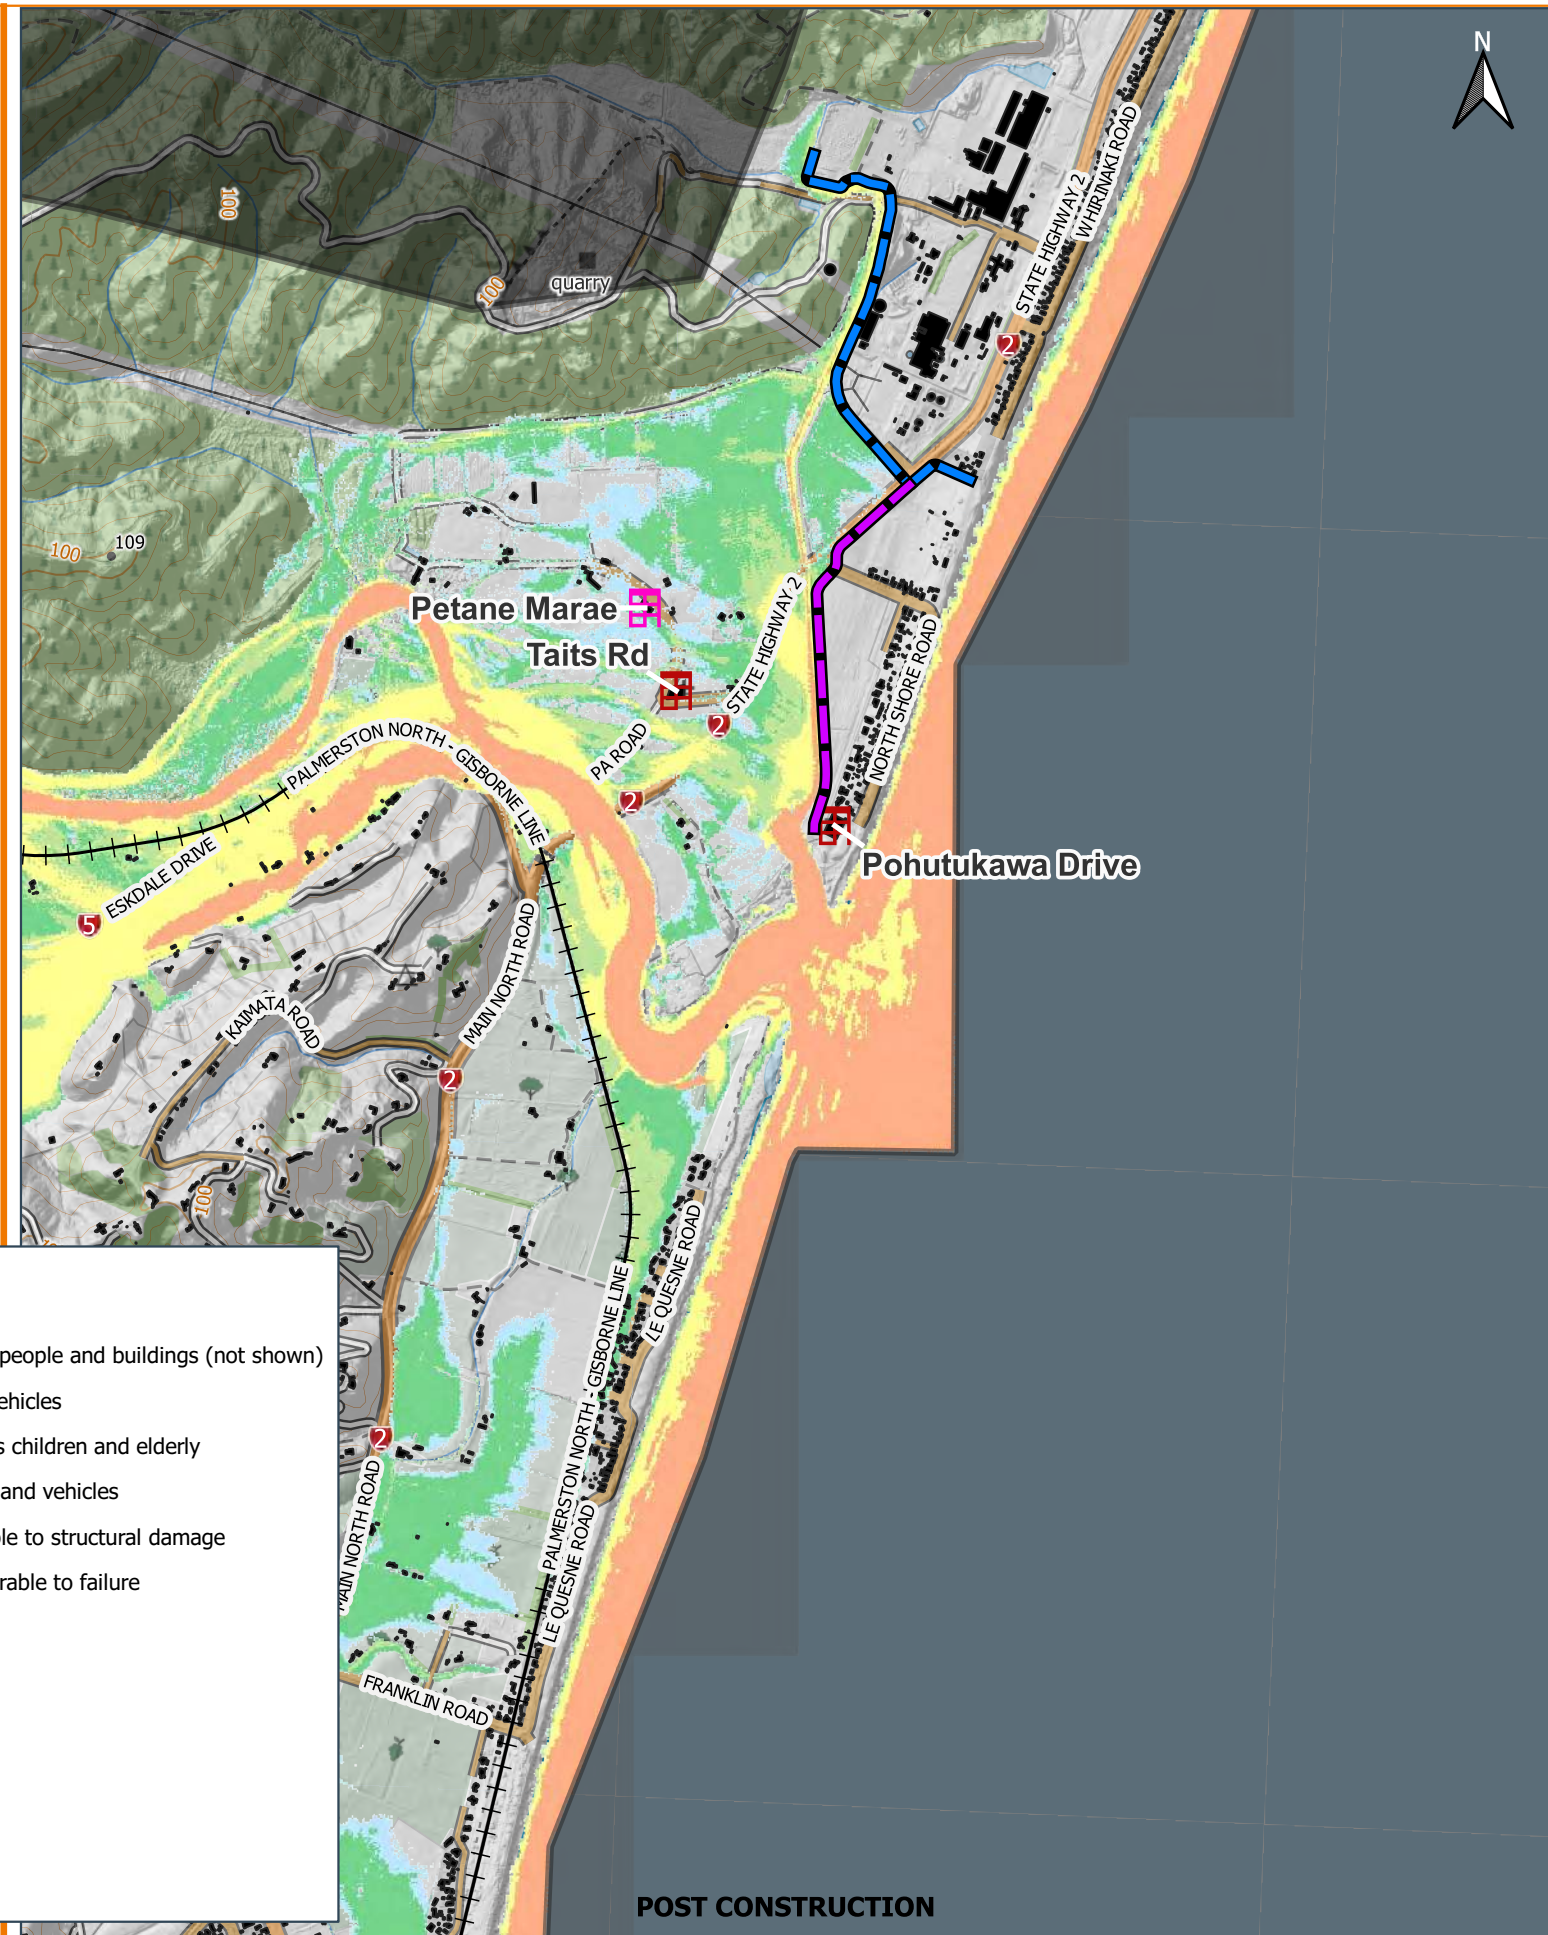 N
WHIRINAKI ROAD
STATE HIGHWAY 2
100
100
quarry
2
100
109
Petane Marae
Taits Rd
STATE HIGHWAY 2
2
PA ROAD
NORTH SHORE ROAD
PALMERSTON NORTH - GISBORNE LINE
2
Pohutukawa Drive
ESKDALE DRIVE
5
MAIN NORTH ROAD
KAIMATA ROAD
2
100
LE QUESNE ROAD
PALMERSTON NORTH - GISBORNE LINE
people and buildings (not shown)
ehicles
s children and elderly
and vehicles
le to structural damage
rable to failure
2
MAIN NORTH ROAD
LE QUESNE ROAD
FRANKLIN ROAD
POST CONSTRUCTION